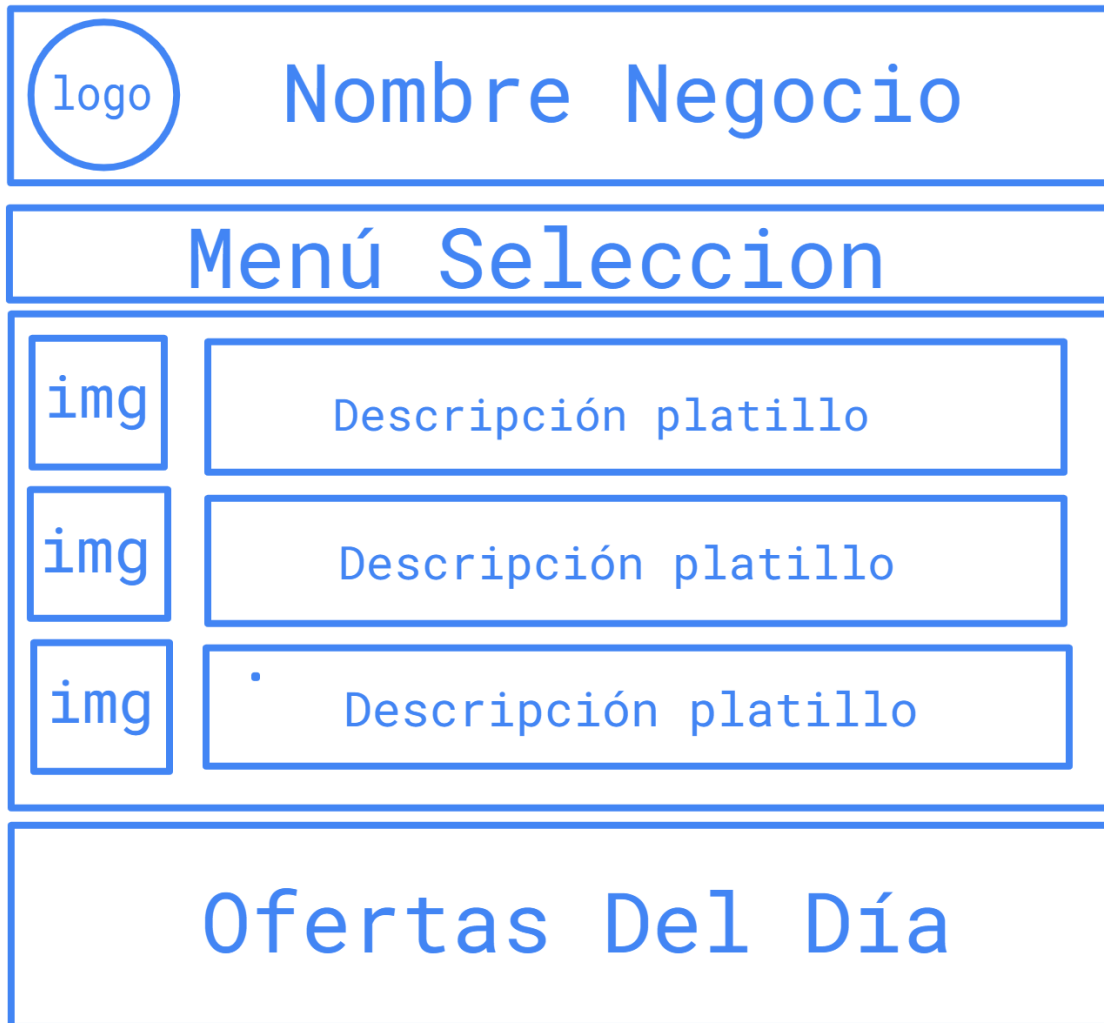 logo
Nombre Negocio
Menú Seleccion
img
Descripción platillo
img
Descripción platillo
img
Descripción platillo
Ofertas Del Día